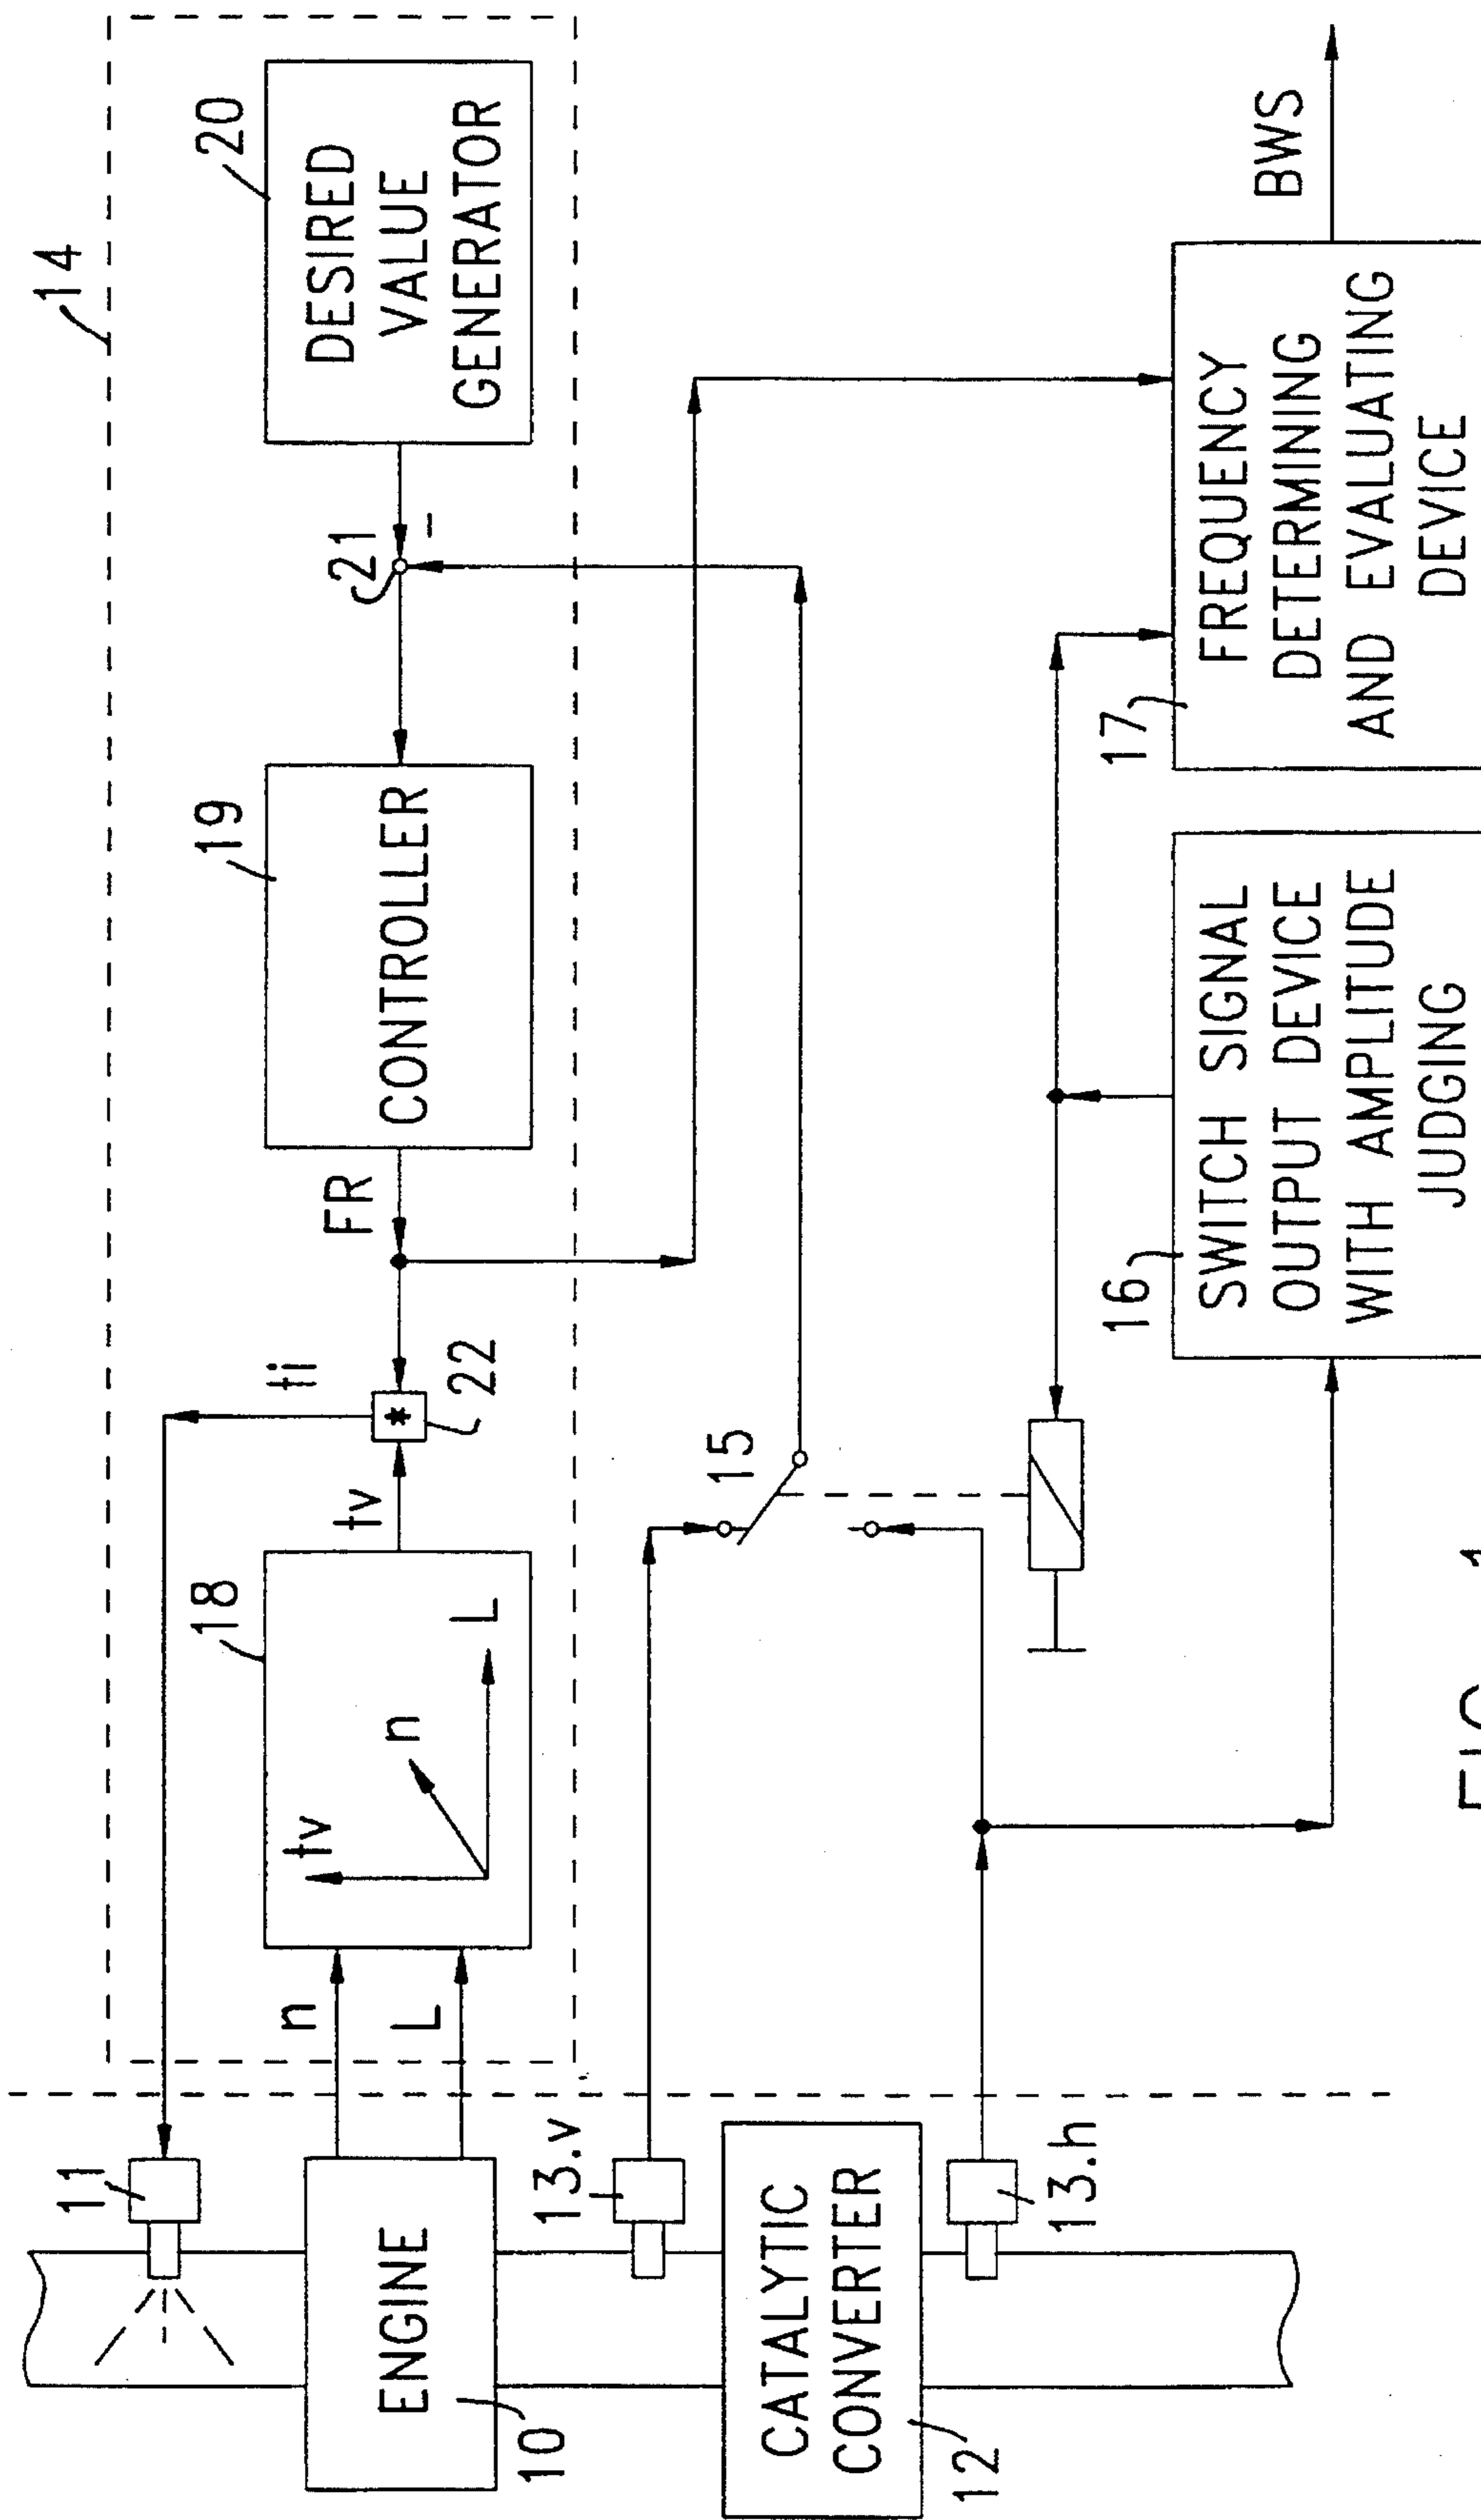 14
11
ti
18
tv
n
L
n
L
tv
22
*
FR
19
CONTROLLER
21
-
20
DESIRED
VALUE
GENERATOR
ENGINE
10
13.v
15
CATALYTIC
CONVERTER
12
13.h
16
SWITCH SIGNAL
OUTPUT DEVICE
WITH AMPLITUDE
JUDGING
17
FREQUENCY
DETERMINING
AND EVALUATING
DEVICE
BWS